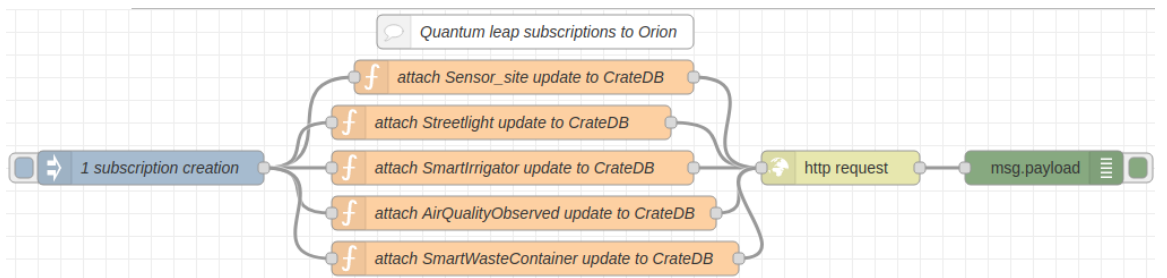 Quantum leap subscriptions to Orion
attach Sensor_site update to CrateDB
attach Streetlight update to CrateDB
1 subscription creation
attach SmartIrrigator update to CrateDB
http request
msg.payload
attach AirQualityObserved update to CrateDB
attach SmartWasteContainer update to CrateDB